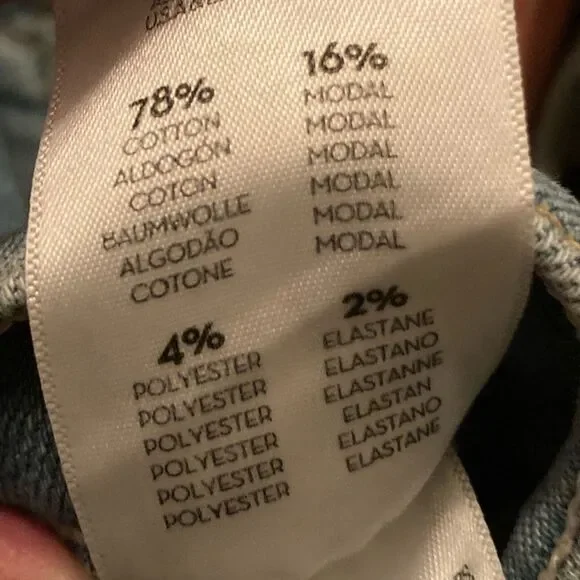 78%
COTTON
ALDOGÓN
COTON
BAUMWOLLE
ALGODÃO
COTONE
16%
MODAL
MODAL
MODAL
MODAL
MODAL
MODAL
4%
POLYESTER
POLYESTER
POLYESTER
POLYESTER
POLYESTER
POLYESTER
2%
ELASTANE
ELASTANO
ELASTANNE
ELASTAN
ELASTANO
ELASTANE